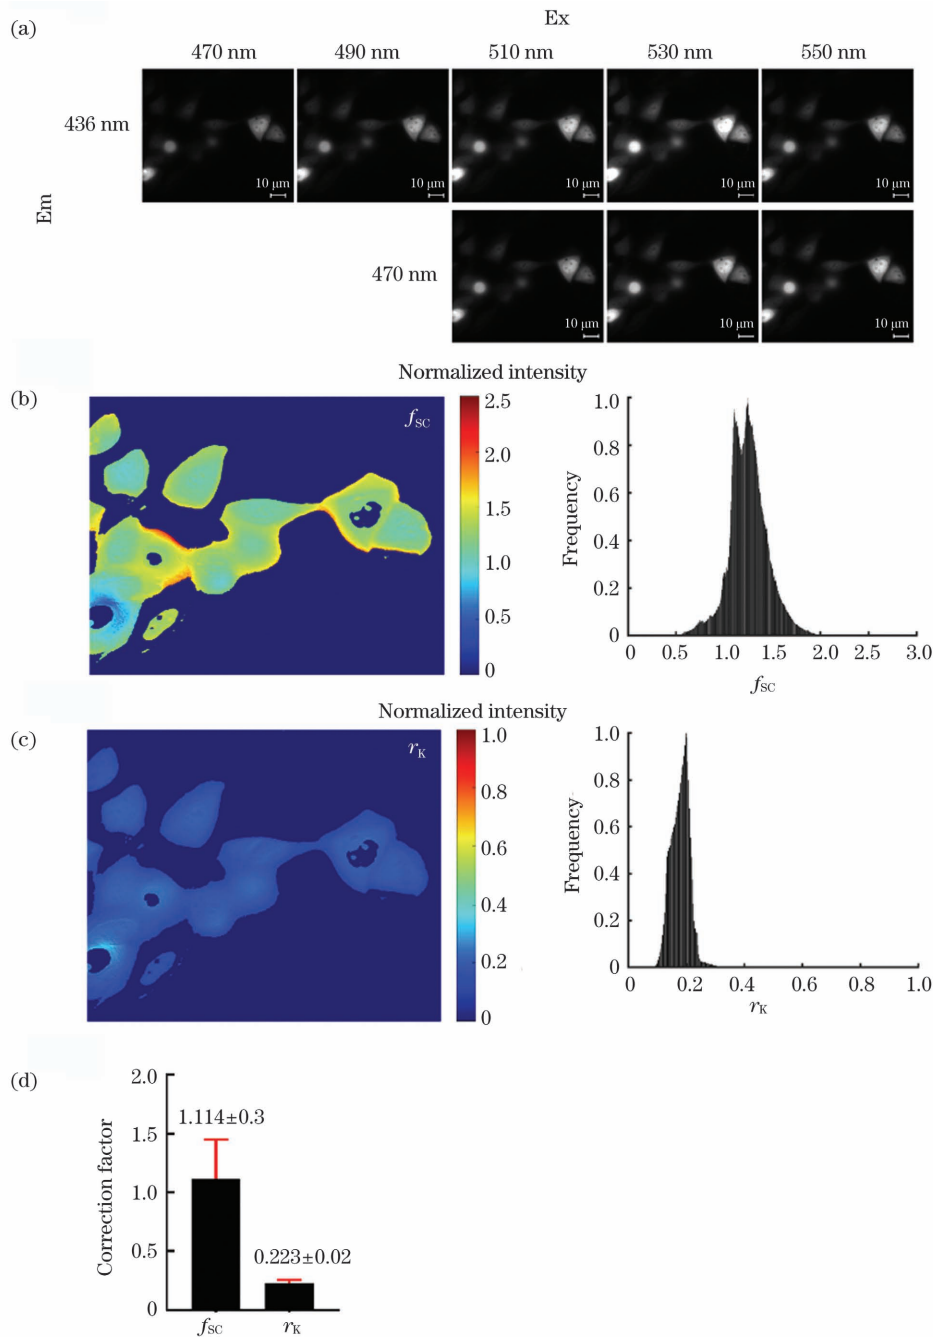 (a)
Ex
470 nm 490 nm 510 nm 530 nm 550 nm
436 nm
10 μm 10 μm 10 μm 10 μm 10 μm
Em
470 nm
10 μm 10 μm 10 μm
(b)
Normalized intensity
f_SC
2.5
2.0
1.5
1.0
0.5
0
Frequency
1.0
0.8
0.6
0.4
0.2
0
0 0.5 1.0 1.5 2.0 2.5 3.0
f_SC
(c)
Normalized intensity
r_K
1.0
0.8
0.6
0.4
0.2
0
Frequency
1.0
0.8
0.6
0.4
0.2
0
0 0.2 0.4 0.6 0.8 1.0
r_K
(d)
Correction factor
2.0
1.5
1.0
0.5
0
1.114±0.3
0.223±0.02
f_SC r_K